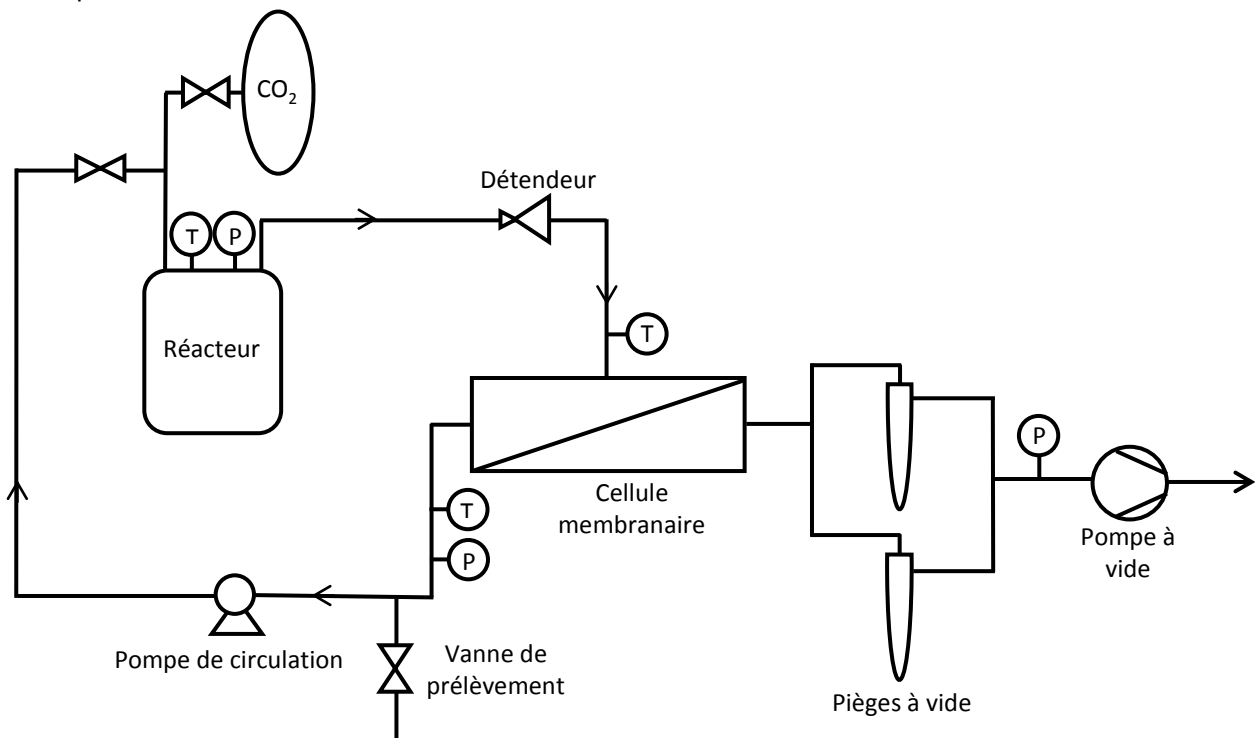 CO₂
Détendeur
T
P
Réacteur
T
Cellule
membranaire
T
P
P
Pompe à
vide
Pompe de circulation
Vanne de
prélèvement
Pièges à vide